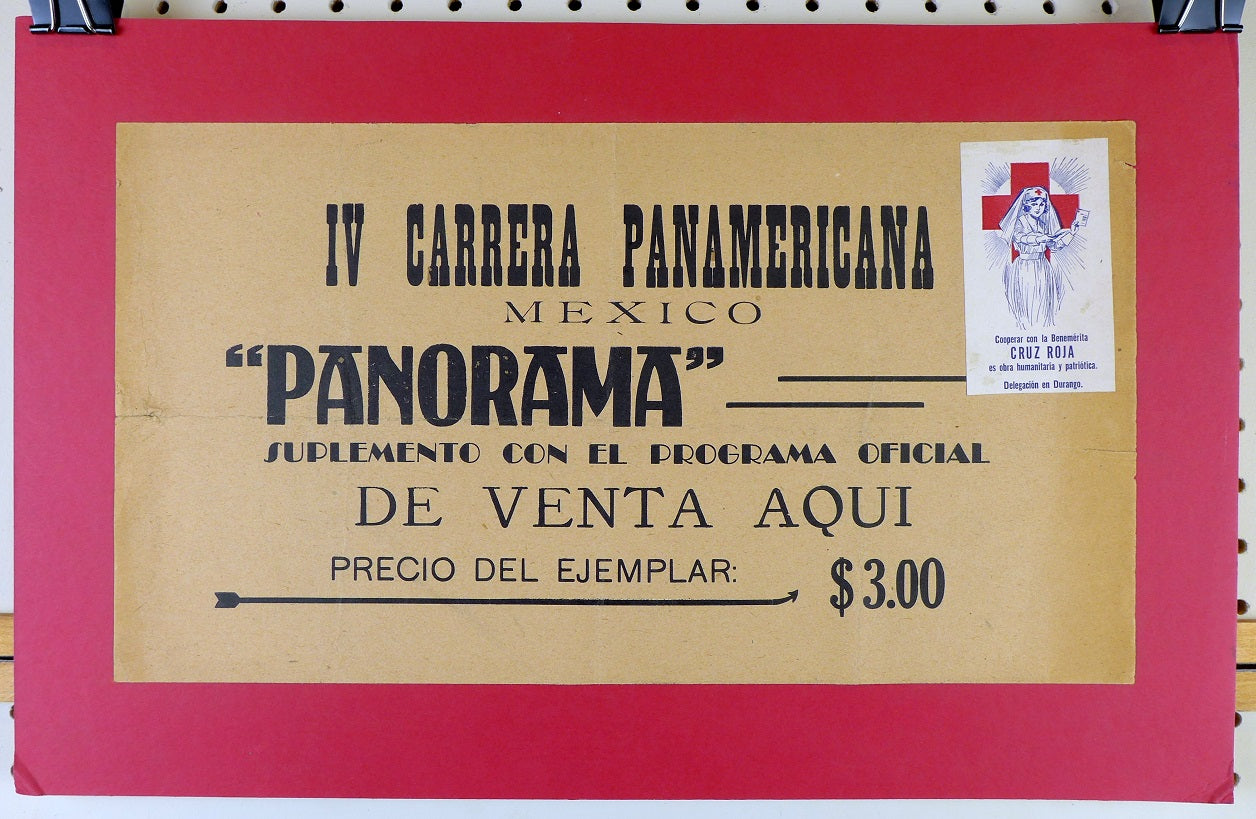 IV CARRERA PANAMERICANA
MEXICO
"PANORAMA"
SUPLEMENTO CON EL PROGRAMA OFICIAL
DE VENTA AQUI
PRECIO DEL EJEMPLAR: $3.00
Cooperar con la Benemérita
CRUZ ROJA
es obra humanitaria y patriótica.
Delegación en Durango.